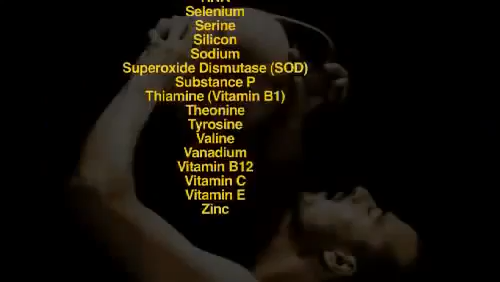 Selenium
Serine
Silicon
Sodium
Superoxide Dismutase (SOD)
Substance P
Thiamine (Vitamin B1)
Theonine
Tyrosine
Valine
Vanadium
Vitamin B12
Vitamin C
Vitamin E
Zinc